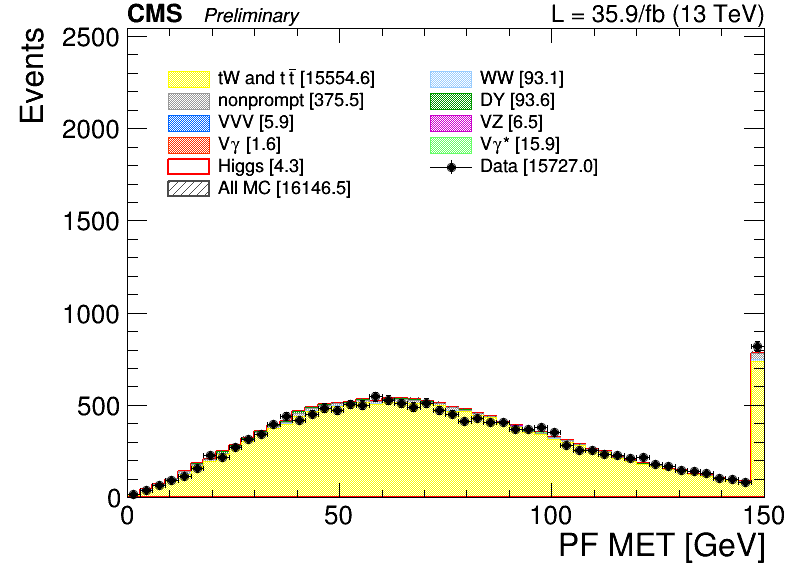 CMS Preliminary L = 35.9/fb (13 TeV)
Events
2500
2000
1500
1000
500
0
tW and t t̄ [15554.6]
nonprompt [375.5]
VVV [5.9]
Vγ [1.6]
Higgs [4.3]
All MC [16146.5]
WW [93.1]
DY [93.6]
VZ [6.5]
Vγ* [15.9]
Data [15727.0]
0 50 100 150
PF MET [GeV]